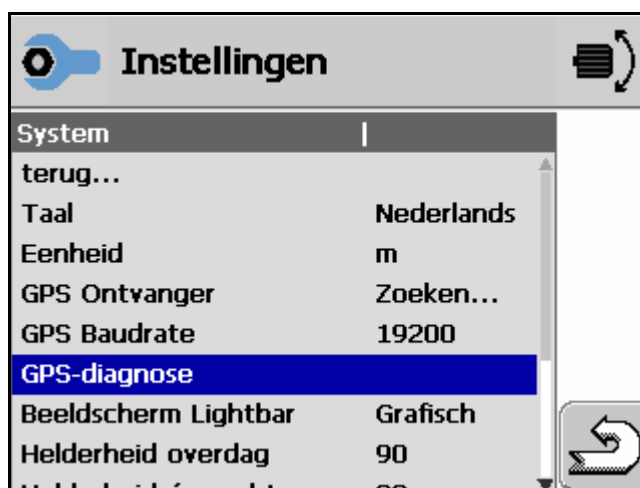 Instellingen
System
terug...
Taal Nederlands
Eenheid m
GPS Ontvanger Zoeken...
GPS Baudrate 19200
GPS-diagnose
Beeldscherm Lightbar Grafisch
Helderheid overdag 90